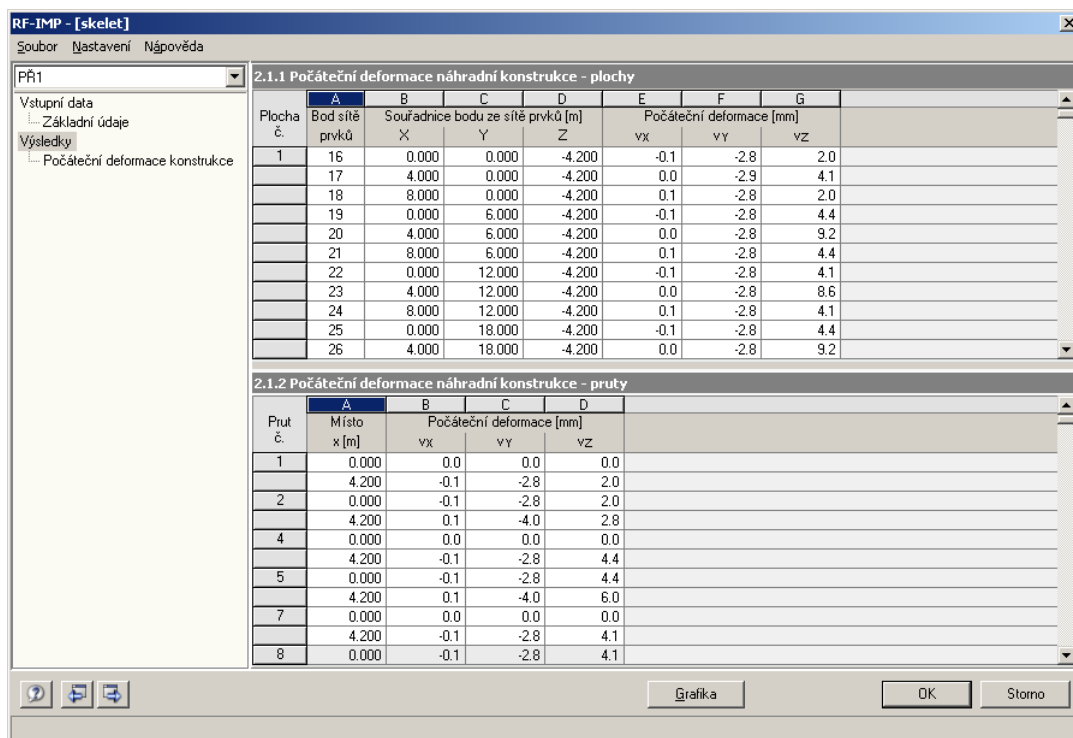 RF-IMP - [skelet]
Soubor Nastavení Nápověda
PŘ1
Vstupní data
Základní údaje
Výsledky
Počáteční deformace konstrukce
2.1.1 Počáteční deformace náhradní konstrukce - plochy
A B C D E F G
Plocha Bod sítě Souřadnice bodu ze sítě prvků [m] Počáteční deformace [mm]
č. prvků X Y Z vX vY vZ
1 16 0.000 0.000 -4.200 -0.1 -2.8 2.0
17 4.000 0.000 -4.200 0.0 -2.9 4.1
18 8.000 0.000 -4.200 0.1 -2.8 2.0
19 0.000 6.000 -4.200 -0.1 -2.8 4.4
20 4.000 6.000 -4.200 0.0 -2.8 9.2
21 8.000 6.000 -4.200 0.1 -2.8 4.4
22 0.000 12.000 -4.200 -0.1 -2.8 4.1
23 4.000 12.000 -4.200 0.0 -2.8 8.6
24 8.000 12.000 -4.200 0.1 -2.8 4.1
25 0.000 18.000 -4.200 -0.1 -2.8 4.4
26 4.000 18.000 -4.200 0.0 -2.8 9.2
2.1.2 Počáteční deformace náhradní konstrukce - pruty
A B C D
Prut Místo Počáteční deformace [mm]
č. x [m] vX vY vZ
1 0.000 0.0 0.0 0.0
4.200 -0.1 -2.8 2.0
2 0.000 -0.1 -2.8 2.0
4.200 0.1 -4.0 2.8
4 0.000 0.0 0.0 0.0
4.200 -0.1 -2.8 4.4
5 0.000 -0.1 -2.8 4.4
4.200 0.1 -4.0 6.0
7 0.000 0.0 0.0 0.0
4.200 -0.1 -2.8 4.1
8 0.000 -0.1 -2.8 4.1
Grafika OK Storno